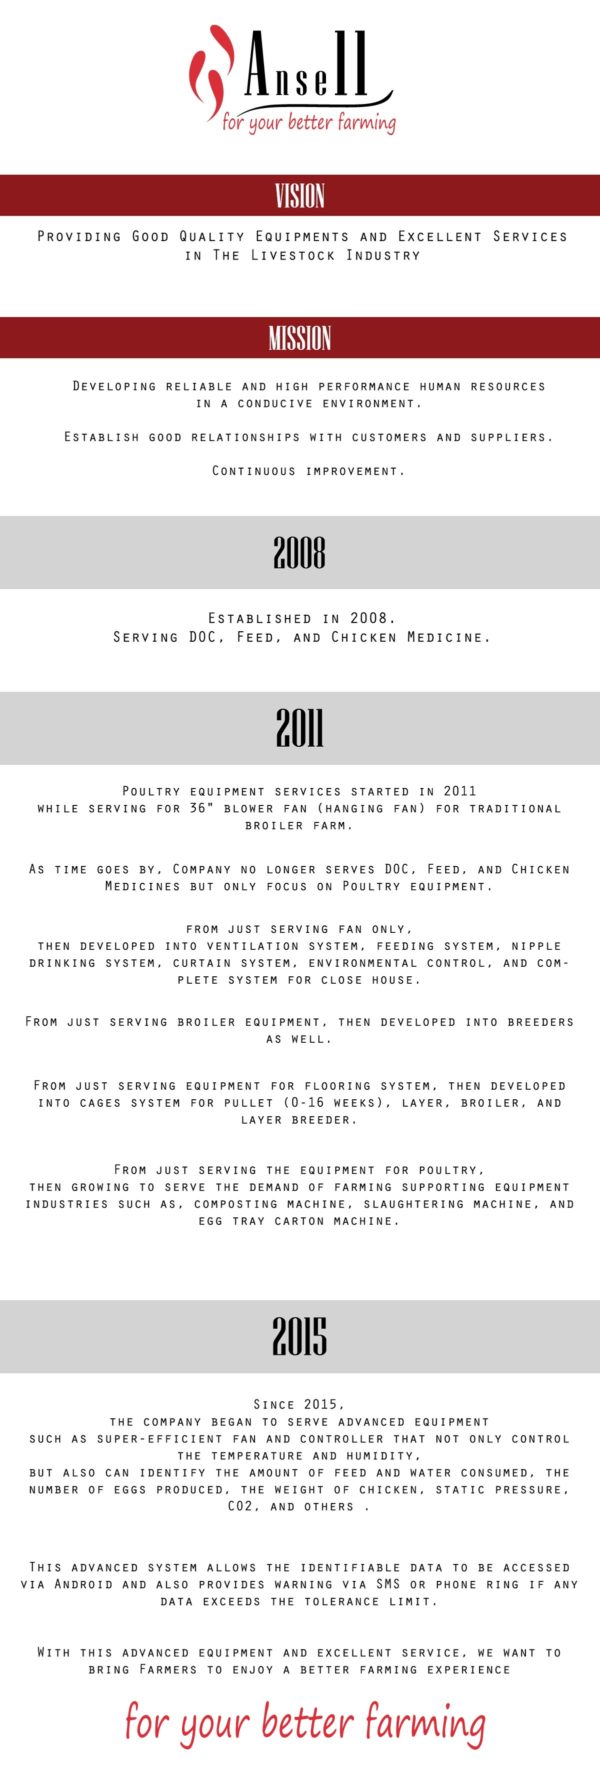 Ansell
for your better farming
VISION
Providing Good Quality Equipments and Excellent Services
in The Livestock Industry
MISSION
Developing reliable and high performance human resources
in a conducive environment.
Establish good relationships with customers and suppliers.
Continuous improvement.
2008
Established in 2008.
Serving DOC, Feed, and Chicken Medicine.
2011
Poultry equipment services started in 2011
while serving for 36" blower fan (hanging fan) for traditional
broiler farm.
As time goes by, Company no longer serves DOC, Feed, and Chicken
Medicines but only focus on Poultry equipment.
from just serving fan only,
then developed into ventilation system, feeding system, nipple
drinking system, curtain system, environmental control, and com-
plete system for close house.
From just serving broiler equipment, then developed into breeders
as well.
From just serving equipment for flooring system, then developed
into cages system for pullet (0-16 weeks), layer, broiler, and
layer breeder.
From just serving the equipment for poultry,
then growing to serve the demand of farming supporting equipment
industries such as, composting machine, slaughtering machine, and
egg tray carton machine.
2015
Since 2015,
the company began to serve advanced equipment
such as super-efficient fan and controller that not only control
the temperature and humidity,
but also can identify the amount of feed and water consumed, the
number of eggs produced, the weight of chicken, static pressure,
CO2, and others .
This advanced system allows the identifiable data to be accessed
via Android and also provides warning via SMS or phone ring if any
data exceeds the tolerance limit.
With this advanced equipment and excellent service, we want to
bring Farmers to enjoy a better farming experience
for your better farming